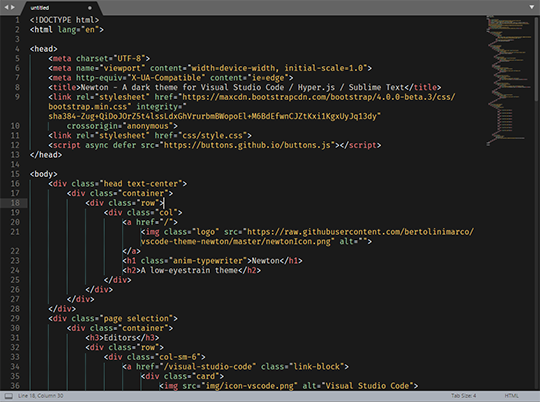 untitled
1 <!DOCTYPE html>
2 <html lang="en">
3
4 <head>
5 <meta charset="UTF-8">
6 <meta name="viewport" content="width=device-width, initial-scale=1.0">
7 <meta http-equiv="X-UA-Compatible" content="ie=edge">
8 <title>Newton - A dark theme for Visual Studio Code / Hyper.js / Sublime Text</title>
9 <link rel="stylesheet" href="https://maxcdn.bootstrapcdn.com/bootstrap/4.0.0-beta.3/css/
bootstrap.min.css" integrity="
10 crossorigin="anonymous">
11 <link rel="stylesheet" href="css/style.css">
12 <script async defer src="https://buttons.github.io/buttons.js"></script>
13 </head>
14
15 <body>
16 <div class="head text-center">
17 <div class="container">
18 <div class="row">
19 <div class="col">
20 <a href="/">
21 <img class="logo" src="https://raw.githubusercontent.com/bertolinimarco/
vscode-theme-newton/master/newtonIcon.png" alt="">
22 </a>
23 <h1 class="anim-typewriter">Newton</h1>
24 <h2>A low-eyestrain theme</h2>
25 </div>
26 </div>
27 </div>
28 </div>
29 <div class="page selection">
30 <div class="container">
31 <h3>Editors</h3>
32 <div class="row">
33 <div class="col-sm-6">
34 <a href="/visual-studio-code" class="link-block">
35 <div class="card">
36 <img src="img/icon-vscode.png" alt="Visual Studio Code">
Line 18, Column 30
Tab Size: 4
HTML